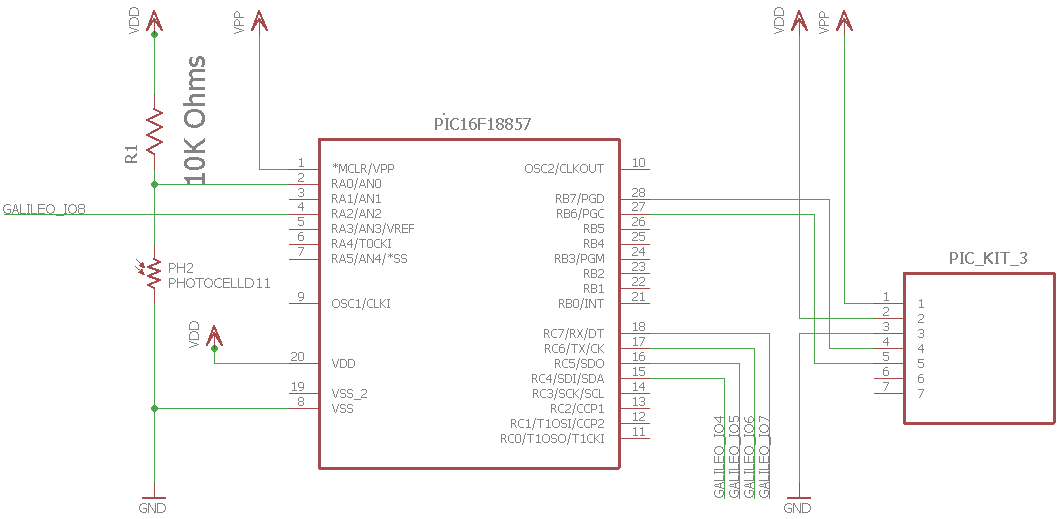 VDD
VPP
VDD
VPP
R1
10K Ohms
PIC16F18857
GALILEO_IO8
PH2
PHOTOCELLD11
VDD
GND
1 *MCLR/VPP
2 RA0/AN0
3 RA1/AN1
4 RA2/AN2
5 RA3/AN3/VREF
6 RA4/T0CKI
7 RA5/AN4/*SS
9 OSC1/CLKI
20 VDD
19 VSS_2
8 VSS
OSC2/CLKOUT 10
RB7/PGD 28
RB6/PGC 27
RB5 26
RB4 25
RB3/PGM 24
RB2 23
RB1 22
RB0/INT 21
RC7/RX/DT 18
RC6/TX/CK 17
RC5/SDO 16
RC4/SDI/SDA 15
RC3/SCK/SCL 14
RC2/CCP1 13
RC1/T1OSI/CCP2 12
RC0/T1OSO/T1CKI 11
GALILEO_IO4
GALILEO_IO5
GALILEO_IO6
GALILEO_IO7
GND
PIC_KIT_3
1 1
2 2
3 3
4 4
5 5
6 6
7 7